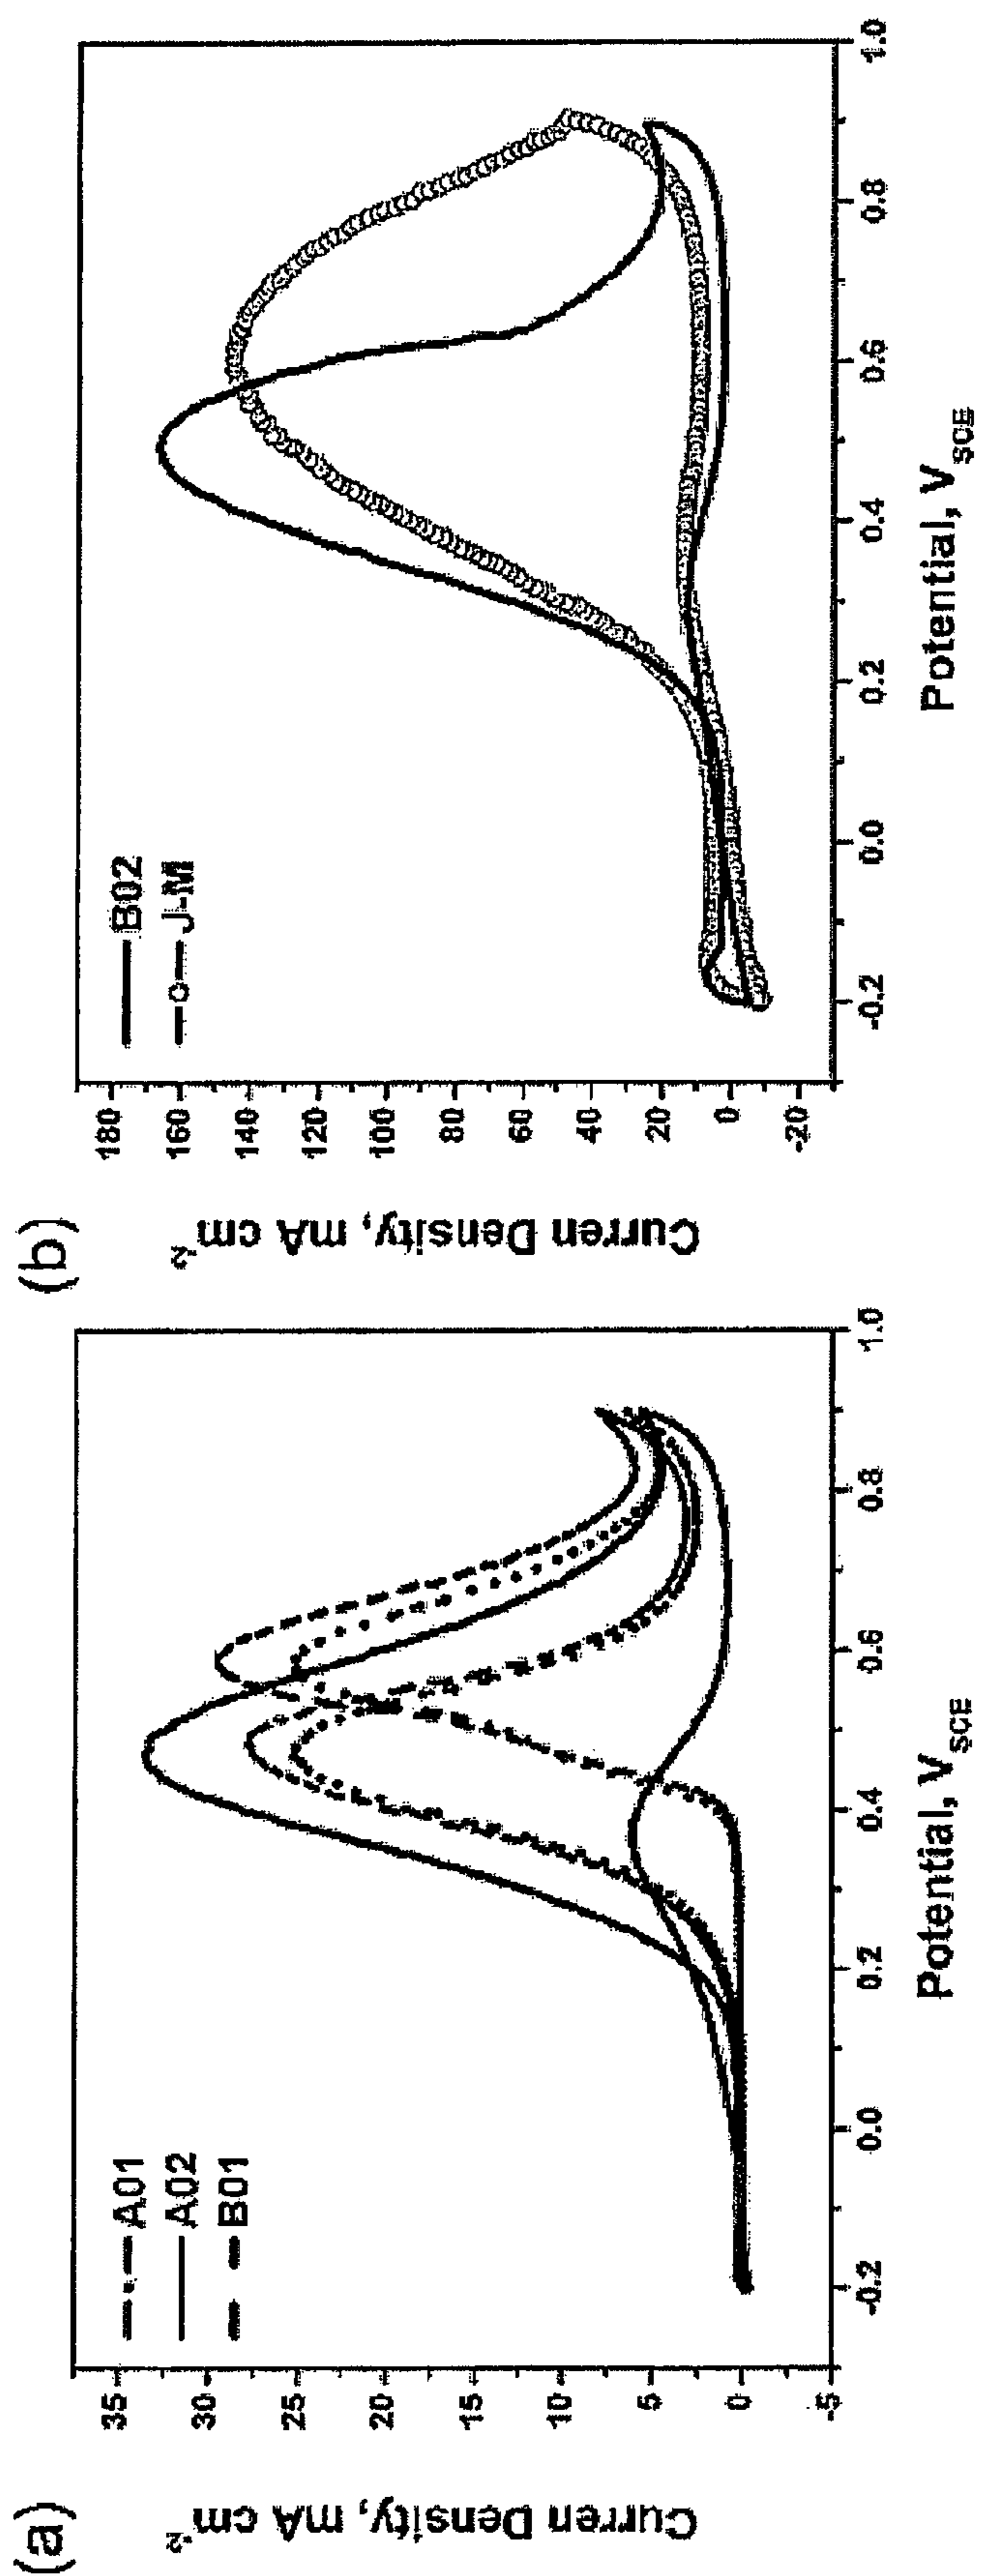 (a)
Curren Density, mA cm-2
35
30
25
20
15
10
5
0
-5
A01
A02
B01
-0.2 0.0 0.2 0.4 0.6 0.8 1.0
Potential, VSCE
(b)
Curren Density, mA cm-2
180
160
140
120
100
80
60
40
20
0
-20
B02
J-M
-0.2 0.0 0.2 0.4 0.6 0.8 1.0
Potential, VSCE